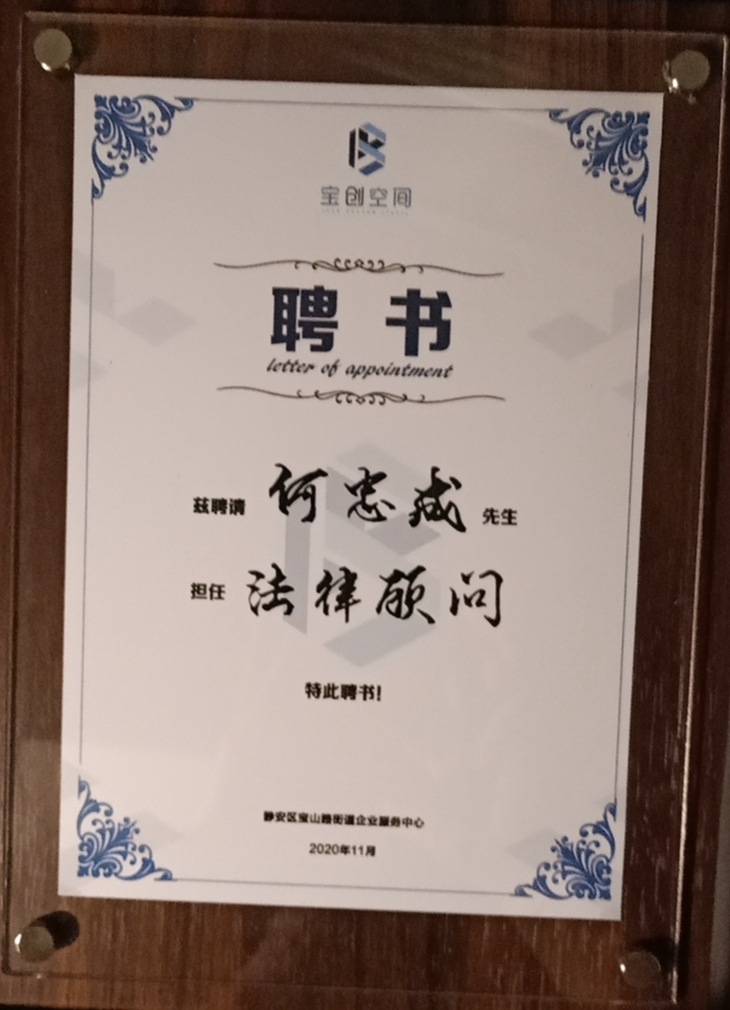 宝创空间
聘书
letter of appointment
兹聘请 何忠成 先生
担任 法律顾问
特此聘书!
静安区宝山路街道企业服务中心
2020年11月